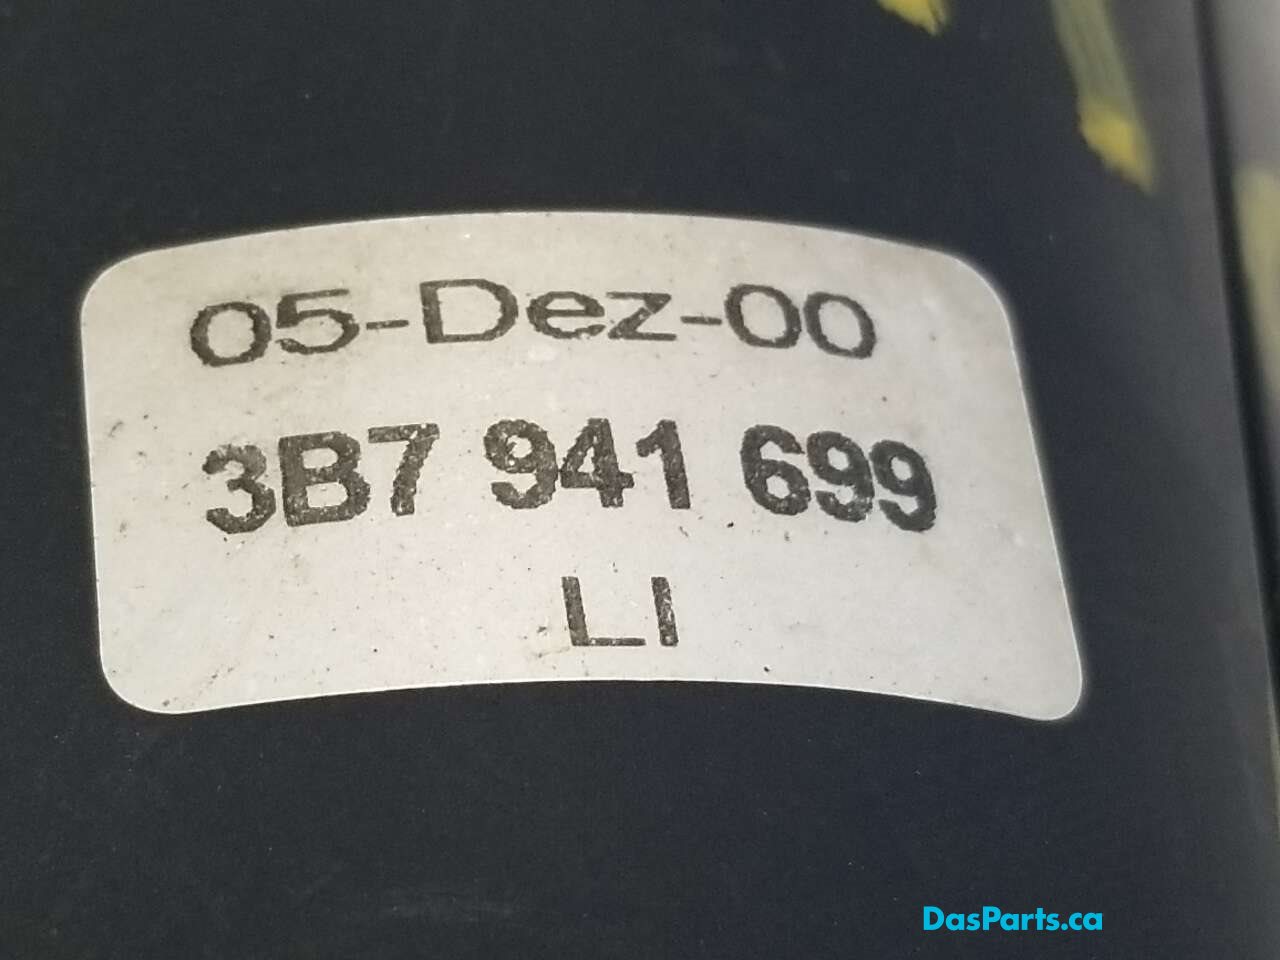 05-Dez-00
3B7 941 699
LI
DasParts.ca